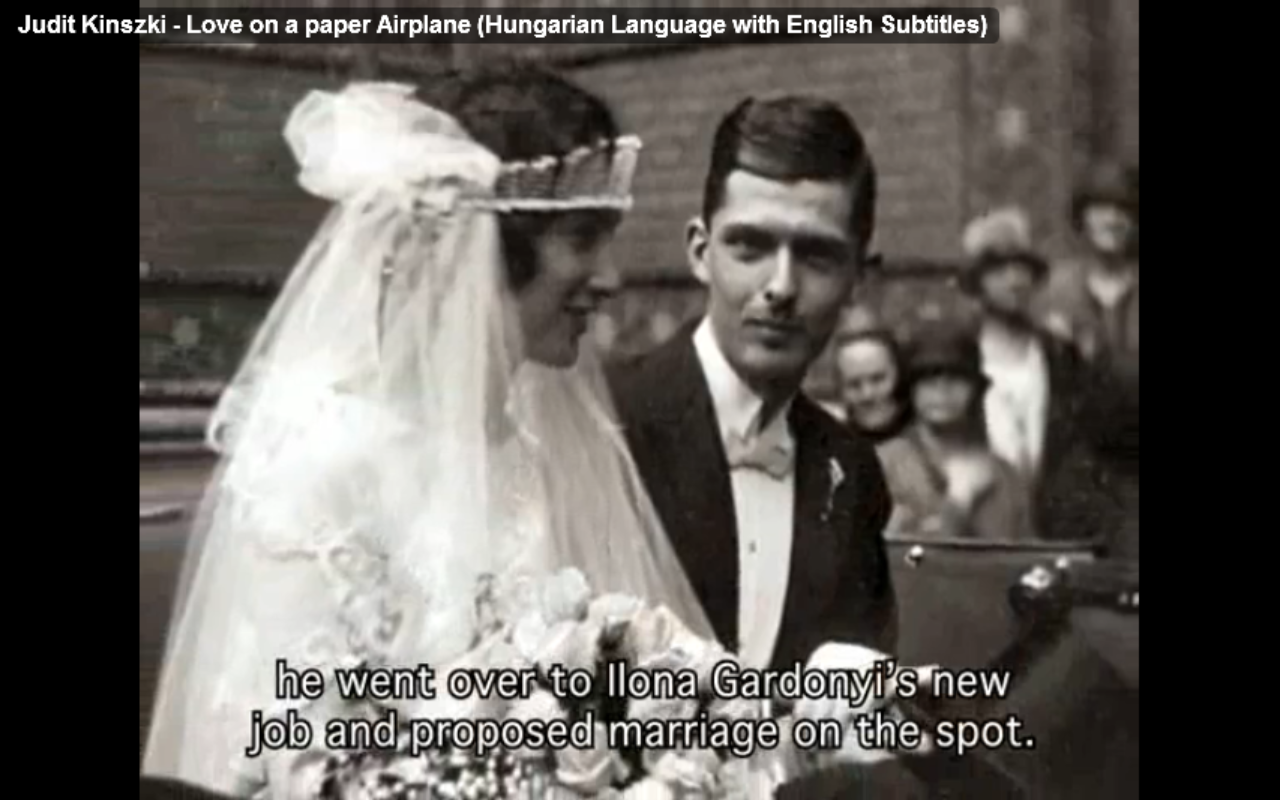 Judit Kinszki - Love on a paper Airplane (Hungarian Language with English Subtitles)
he went over to Ilona Gardonyi's new
job and proposed marriage on the spot.